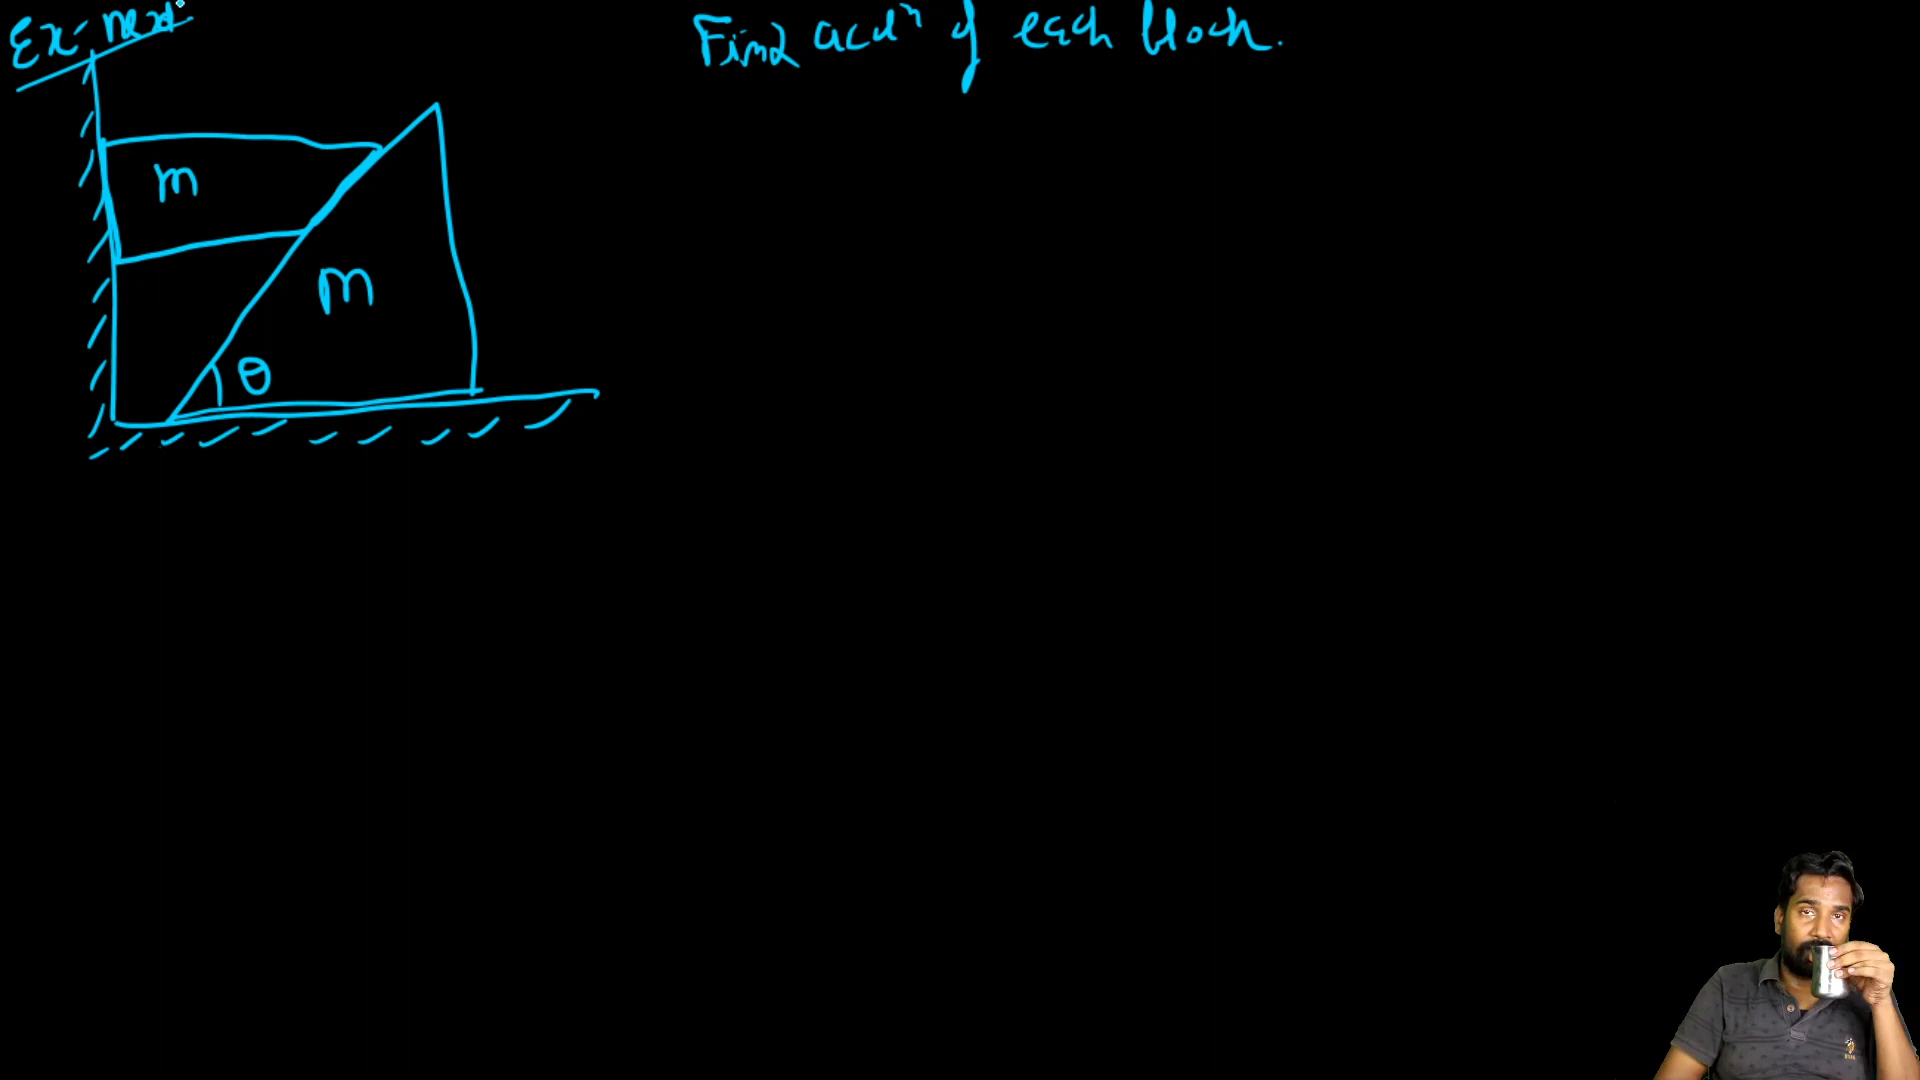 Ex-next
Find accⁿ of each block.
m
m
θ